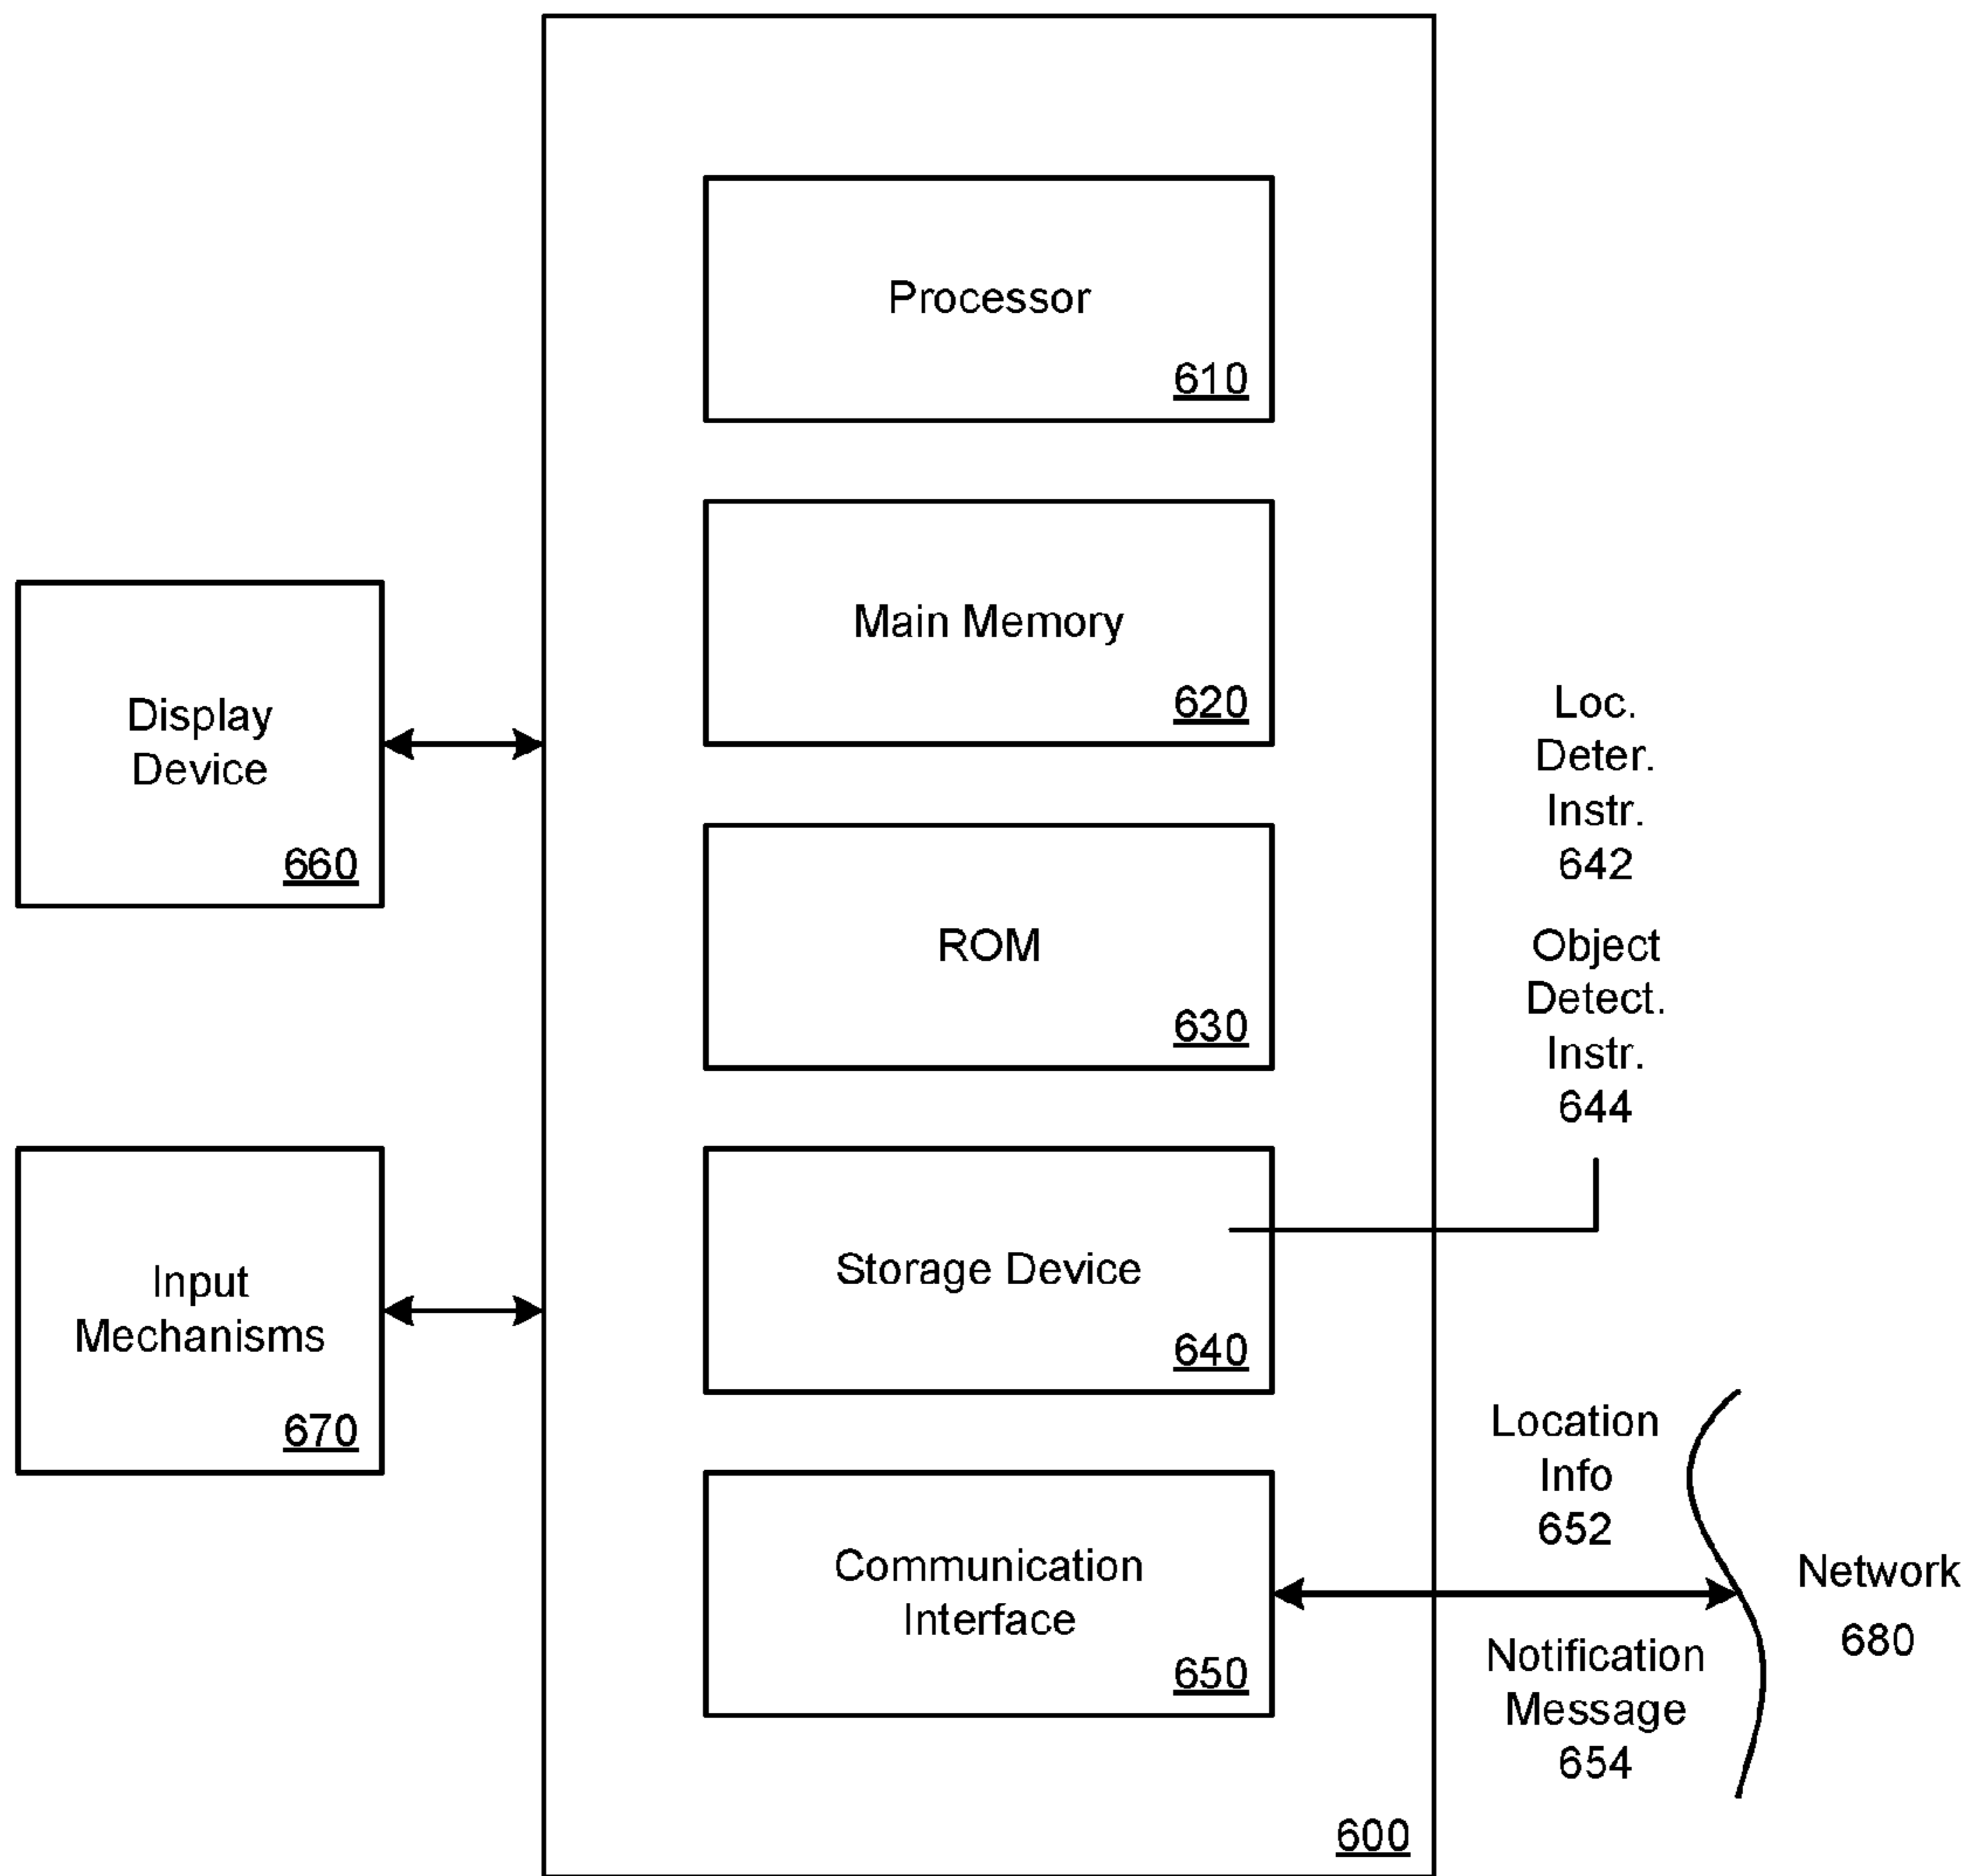 Processor
610
Main Memory
620
ROM
630
Storage Device
640
Communication
Interface
650
600
Display
Device
660
Input
Mechanisms
670
Loc.
Deter.
Instr.
642
Object
Detect.
Instr.
644
Location
Info
652
Notification
Message
654
Network
680